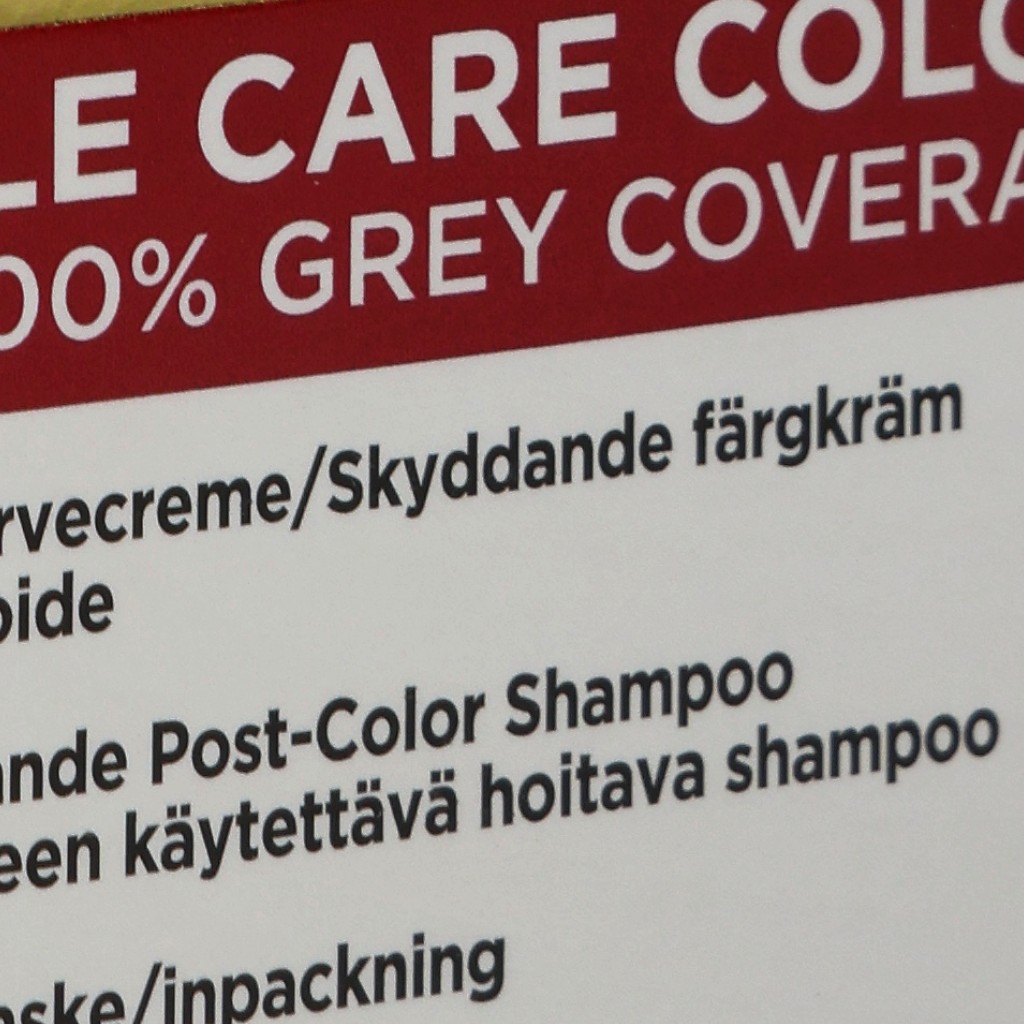 LE CARE COLO
00% GREY COVERA
rvecreme/Skyddande färgkräm
oide
ande Post-Color Shampoo
een käytettävä hoitava shampoo
aske/inpackning